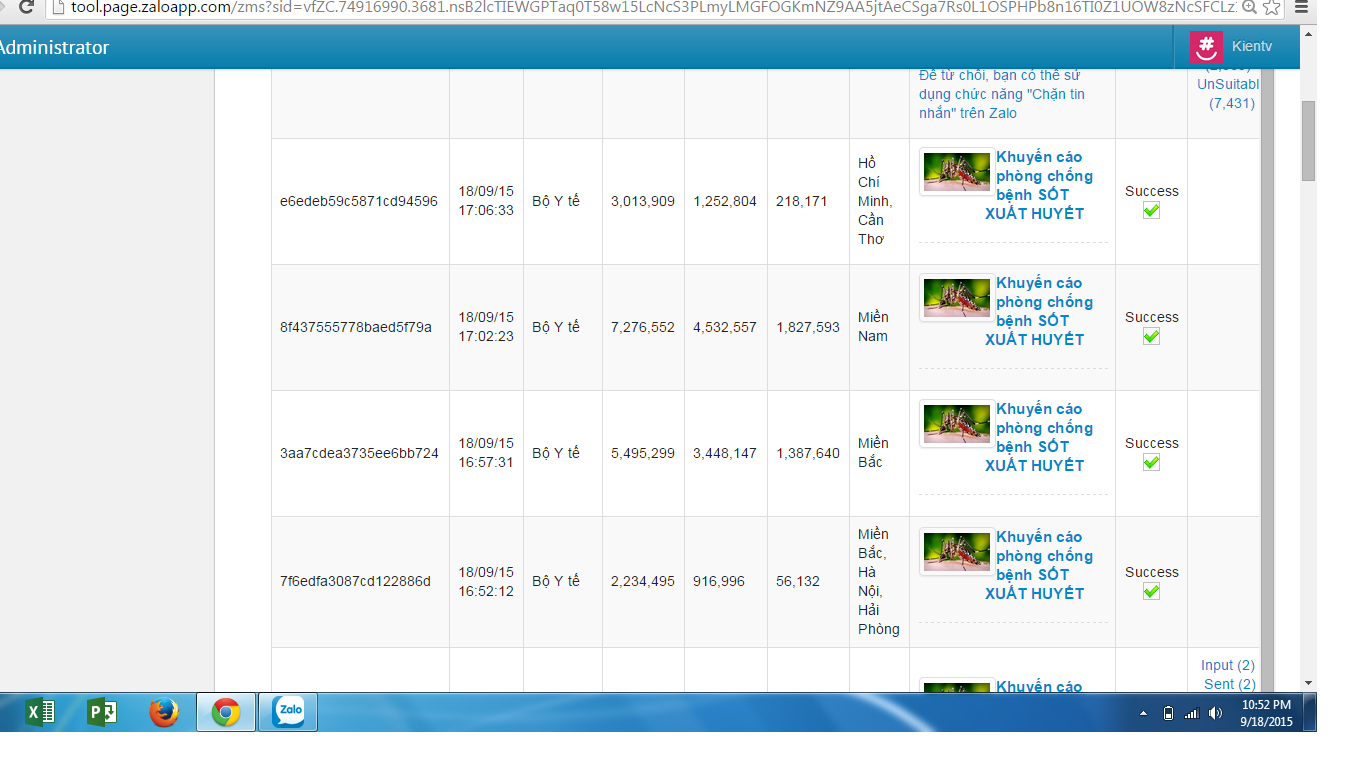 tool.page.zaloapp.com/zms?sid=vfZC.74916990.3681.nsB2lcTIEWGPTaq0T58w15LcNcS3PLmyLMGFOGKmNZ9AA5jtAeCSga7Rs0L1OSPHPb8n16TI0Z1UOW8zNcSFCLz
Administrator
Kientv
Để từ chối, bạn có thể sử
dụng chức năng "Chặn tin
nhắn" trên Zalo
UnSuitabl
(7,431)
e6edeb59c5871cd94596
18/09/15
17:06:33
Bộ Y tế
3,013,909
1,252,804
218,171
Hồ
Chí
Minh,
Cần
Thơ
Khuyến cáo
phòng chống
bệnh SỐT
XUẤT HUYẾT
Success
8f437555778baed5f79a
18/09/15
17:02:23
Bộ Y tế
7,276,552
4,532,557
1,827,593
Miền
Nam
Khuyến cáo
phòng chống
bệnh SỐT
XUẤT HUYẾT
Success
3aa7cdea3735ee6bb724
18/09/15
16:57:31
Bộ Y tế
5,495,299
3,448,147
1,387,640
Miền
Bắc
Khuyến cáo
phòng chống
bệnh SỐT
XUẤT HUYẾT
Success
7f6edfa3087cd122886d
18/09/15
16:52:12
Bộ Y tế
2,234,495
916,996
56,132
Miền
Bắc,
Hà
Nội,
Hải
Phòng
Khuyến cáo
phòng chống
bệnh SỐT
XUẤT HUYẾT
Success
Khuyến cáo
Input (2)
Sent (2)
Zalo
10:52 PM
9/18/2015